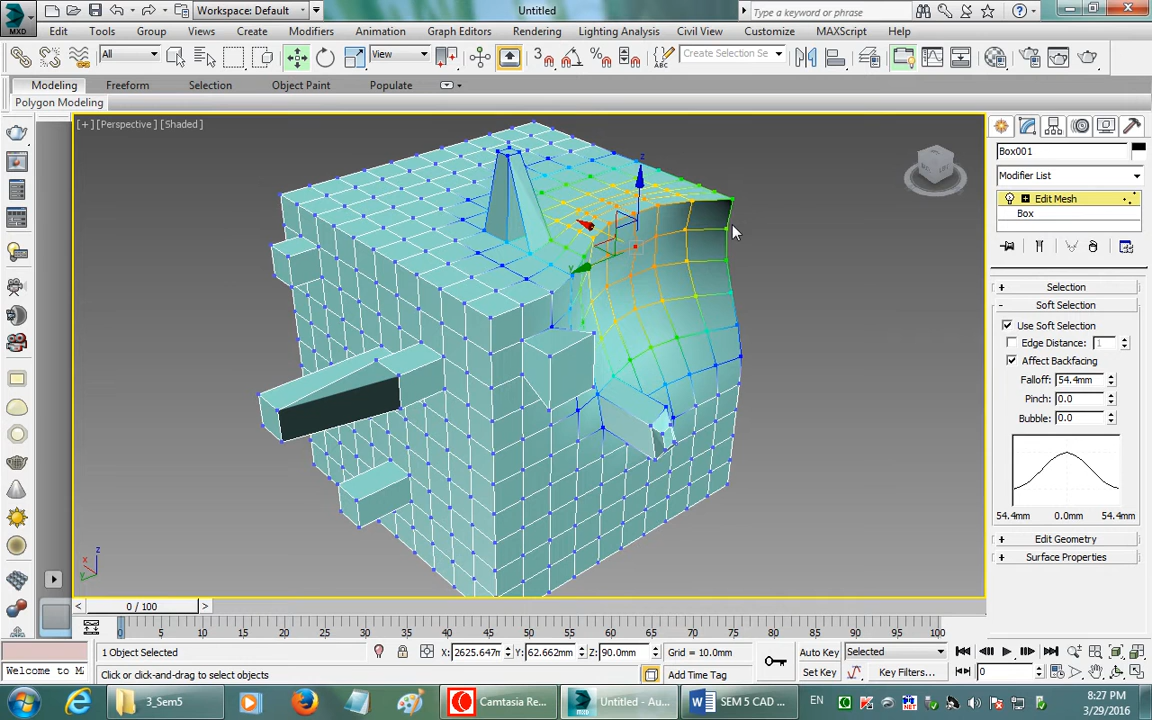 MXD
Workspace: Default
Untitled
Type a keyword or phrase
Edit Tools Group Views Create Modifiers Animation Graph Editors Rendering Lighting Analysis Civil View Customize MAXScript Help
All
View
3
Create Selection Se
Modeling Freeform Selection Object Paint Populate
Polygon Modeling
[+] [Perspective] [Shaded]
Box001
Modifier List
Edit Mesh
Box
+ Selection
- Soft Selection
Use Soft Selection
Edge Distance: 1
Affect Backfacing
Falloff: 54.4mm
Pinch: 0.0
Bubble: 0.0
54.4mm 0.0mm 54.4mm
+ Edit Geometry
+ Surface Properties
z
y
z
x
y
< 0 / 100 >
0 5 10 15 20 25 30 35 40 45 50 55 60 65 70 75 80 85 90 95 100
1 Object Selected
X: 2625.647m Y: 62.662mm Z: 90.0mm
Grid = 10.0mm
Auto Key Selected
Welcome to M
Click or click-and-drag to select objects
Add Time Tag
Set Key Key Filters...
0
3_Sem5
Camtasia Re...
Untitled - Au...
SEM 5 CAD ...
EN
8:27 PM
3/29/2016